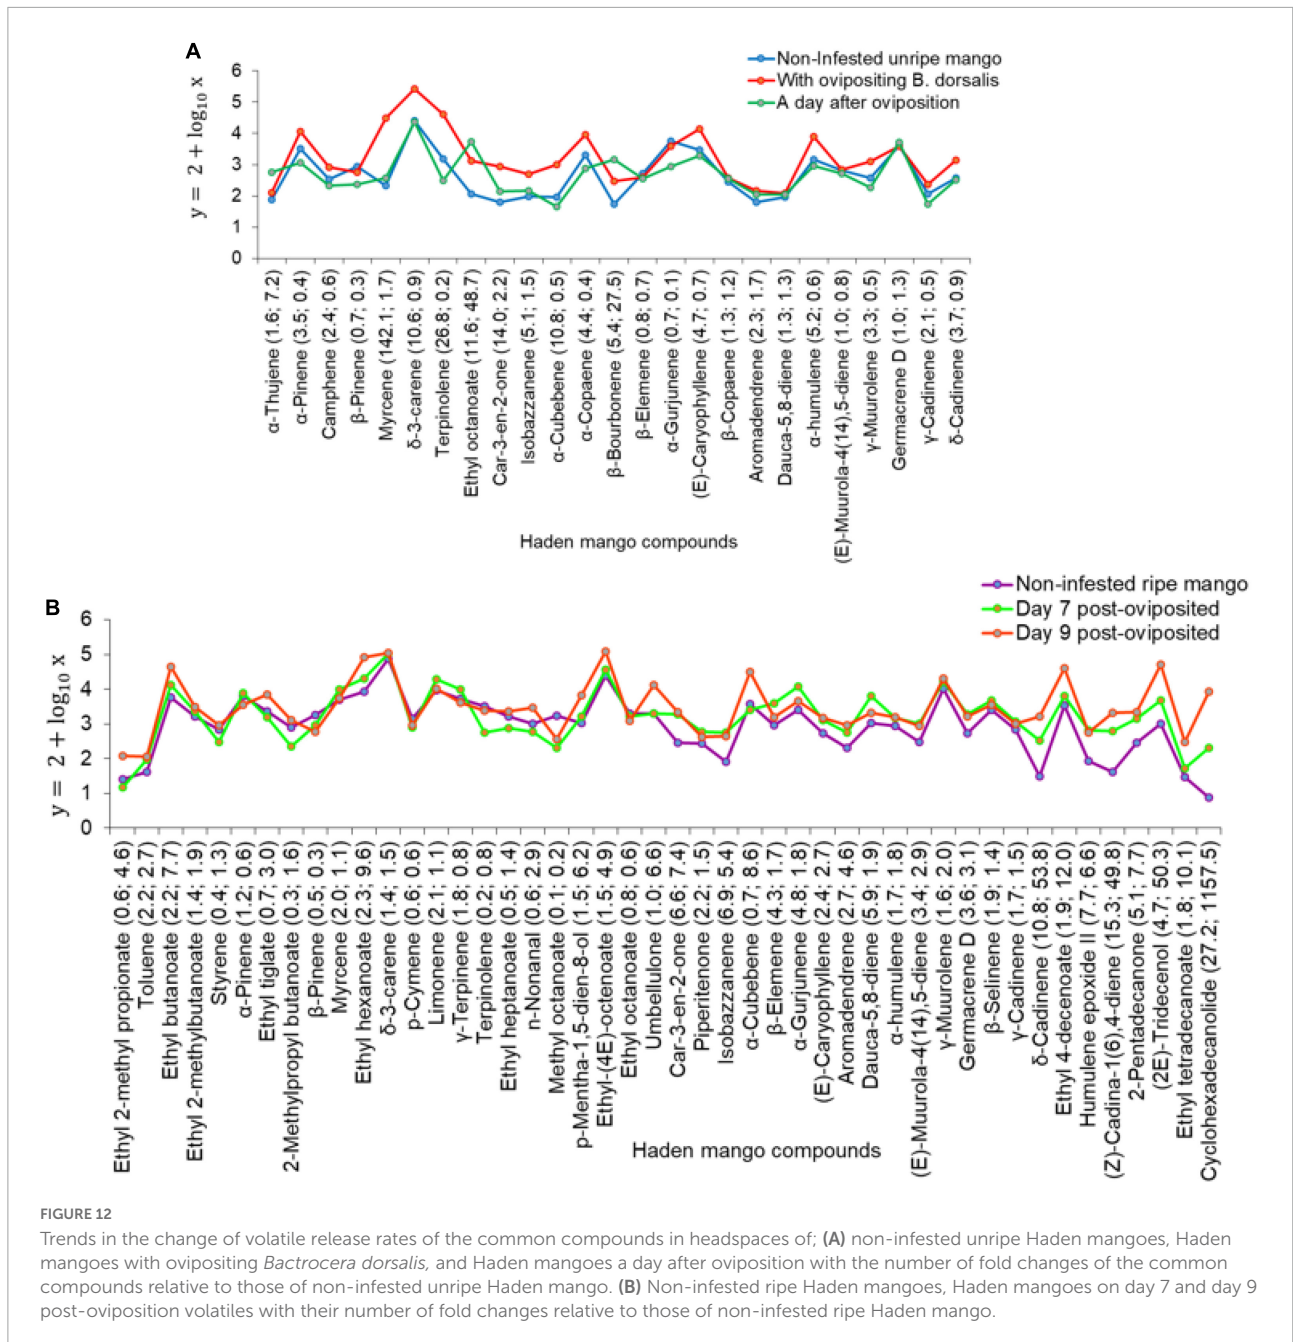 A
Non-Infested unripe mango
With ovipositing B. dorsalis
A day after oviposition
y = 2 + log₁₀ x
6
5
4
3
2
1
0
α-Thujene (1.6; 7.2)
α-Pinene (3.5; 0.4)
Camphene (2.4; 0.6)
β-Pinene (0.7; 0.3)
Myrcene (142.1; 1.7)
δ-3-carene (10.6; 0.9)
Terpinolene (26.8; 0.2)
Ethyl octanoate (11.6; 48.7)
Car-3-en-2-one (14.0; 2.2)
Isobazzanene (5.1; 1.5)
α-Cubebene (10.8; 0.5)
α-Copaene (4.4; 0.4)
β-Bourbonene (5.4; 27.5)
β-Elemene (0.8; 0.7)
α-Gurjunene (0.7; 0.1)
(E)-Caryophyllene (4.7; 0.7)
β-Copaene (1.3; 1.2)
Aromadendrene (2.3; 1.7)
Dauca-5,8-diene (1.3; 1.3)
α-humulene (5.2; 0.6)
(E)-Muurola-4(14),5-diene (1.0; 0.8)
γ-Muurolene (3.3; 0.5)
Germacrene D (1.0; 1.3)
γ-Cadinene (2.1; 0.5)
δ-Cadinene (3.7; 0.9)
Haden mango compounds
B
Non-infested ripe mango
Day 7 post-oviposited
Day 9 post-oviposited
y = 2 + log₁₀ x
6
5
4
3
2
1
0
Ethyl 2-methyl propionate (0.6; 4.6)
Toluene (2.2; 2.7)
Ethyl butanoate (2.2; 7.7)
Ethyl 2-methylbutanoate (1.4; 1.9)
Styrene (0.4; 1.3)
α-Pinene (1.2; 0.6)
Ethyl tiglate (0.7; 3.0)
2-Methylpropyl butanoate (0.3; 1.6)
β-Pinene (0.5; 0.3)
Myrcene (2.0; 1.1)
Ethyl hexanoate (2.3; 9.6)
δ-3-carene (1.4; 1.5)
p-Cymene (0.6; 0.6)
Limonene (2.1; 1.1)
γ-Terpinene (1.8; 0.8)
Terpinolene (0.2; 0.8)
Ethyl heptanoate (0.5; 1.4)
n-Nonanal (0.6; 2.9)
Methyl octanoate (0.1; 0.2)
p-Mentha-1,5-dien-8-ol (1.5; 6.2)
Ethyl-(4E)-octenoate (1.5; 4.9)
Ethyl octanoate (0.8; 0.6)
Umbellulone (1.0; 6.6)
Car-3-en-2-one (6.6; 7.4)
Piperitenone (2.2; 1.5)
Isobazzanene (6.9; 5.4)
α-Cubebene (0.7; 8.6)
β-Elemene (4.3; 1.7)
α-Gurjunene (4.8; 1.8)
(E)-Caryophyllene (2.4; 2.7)
Aromadendrene (2.7; 4.6)
Dauca-5,8-diene (5.9; 1.9)
α-humulene (1.7; 1.8)
(E)-Muurola-4(14),5-diene (3.4; 2.9)
γ-Muurolene (1.6; 2.0)
Germacrene D (3.6; 3.1)
β-Selinene (1.9; 1.4)
γ-Cadinene (1.7; 1.5)
δ-Cadinene (10.8; 53.8)
Ethyl 4-decenoate (1.9; 12.0)
Humulene epoxide II (7.7; 6.6)
(Z)-Cadina-1(6),4-diene (15.3; 49.8)
2-Pentadecanone (5.1; 7.7)
(2E)-Tridecenol (4.7; 50.3)
Ethyl tetradecanoate (1.8; 10.1)
Cyclohexadecanolide (27.2; 1157.5)
Haden mango compounds
FIGURE 12
Trends in the change of volatile release rates of the common compounds in headspaces of; (A) non-infested unripe Haden mangoes, Haden
mangoes with ovipositing Bactrocera dorsalis, and Haden mangoes a day after oviposition with the number of fold changes of the common
compounds relative to those of non-infested unripe Haden mango. (B) Non-infested ripe Haden mangoes, Haden mangoes on day 7 and day 9
post-oviposition volatiles with their number of fold changes relative to those of non-infested ripe Haden mango.